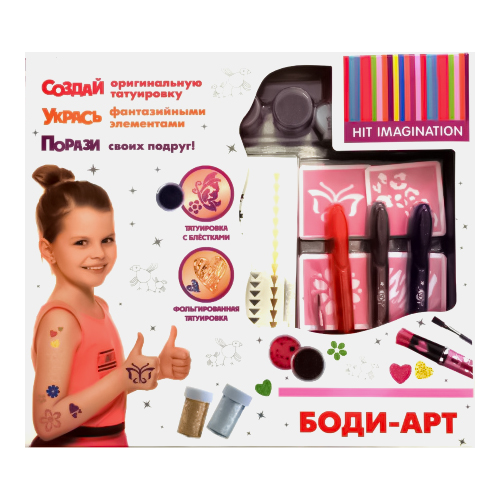 Создай оригинальную
татуировку
Укрась фантазийными
элементами
Порази своих подруг!
HIT IMAGINATION
ТАТУИРОВКА
С БЛЁСТКАМИ
ФОЛЬГИРОВАННАЯ
ТАТУИРОВКА
БОДИ-АРТ